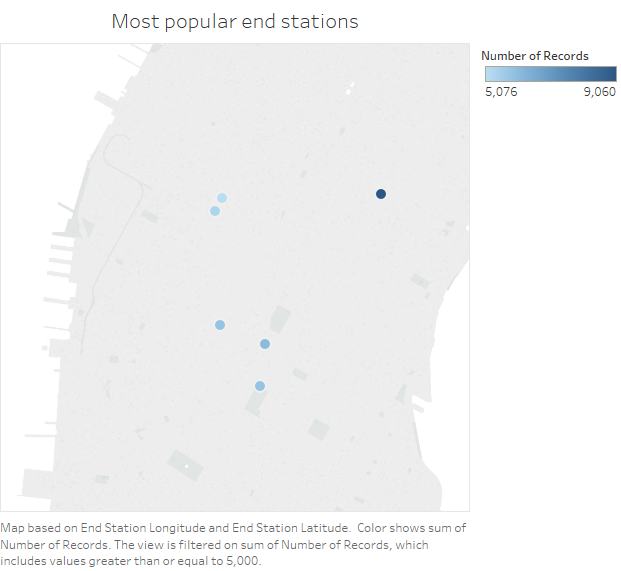 Most popular end stations
Number of Records
5,076 9,060
Map based on End Station Longitude and End Station Latitude. Color shows sum of
Number of Records. The view is filtered on sum of Number of Records, which
includes values greater than or equal to 5,000.